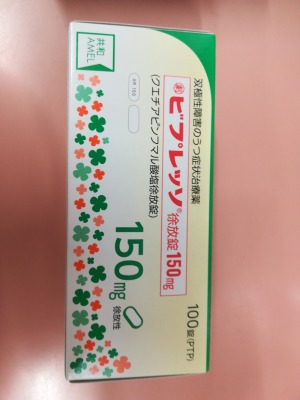 共和
AMEL
双極性障害のうつ症状治療薬
劇
ビプレッソ®徐放錠150mg
(クエチアピンフマル酸塩徐放錠)
150mg 徐放性
100錠(PTP)